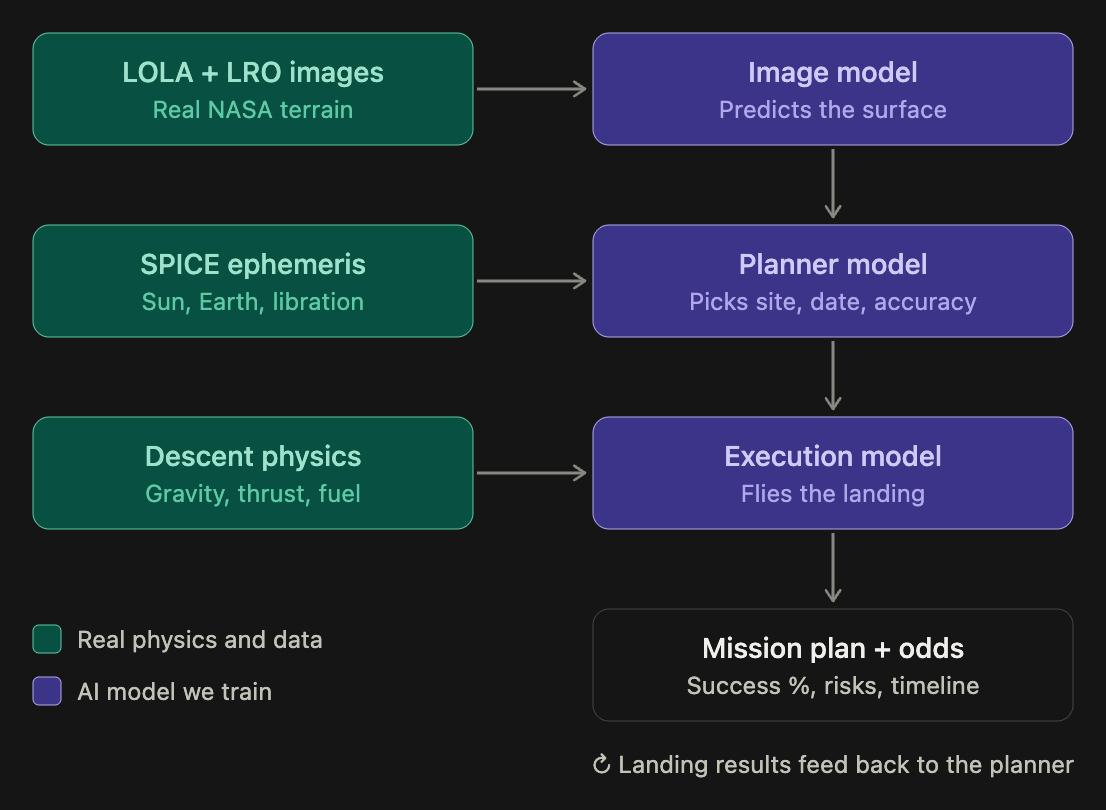 LOLA + LRO images
Real NASA terrain
Image model
Predicts the surface
SPICE ephemeris
Sun, Earth, libration
Planner model
Picks site, date, accuracy
Descent physics
Gravity, thrust, fuel
Execution model
Flies the landing
Real physics and data
AI model we train
Mission plan + odds
Success %, risks, timeline
↻ Landing results feed back to the planner